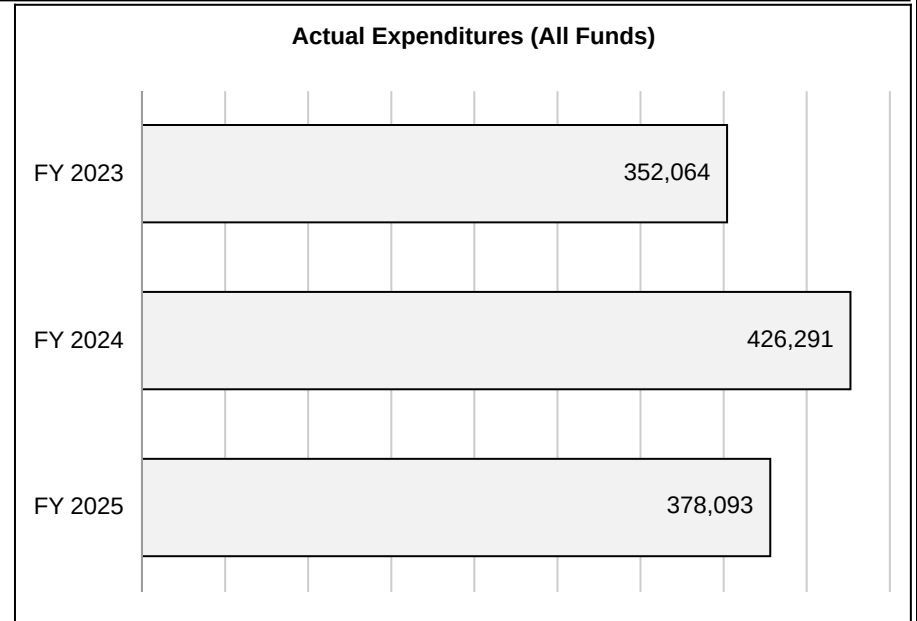 Actual Expenditures (All Funds)
FY 2023
352,064
FY 2024
426,291
FY 2025
378,093